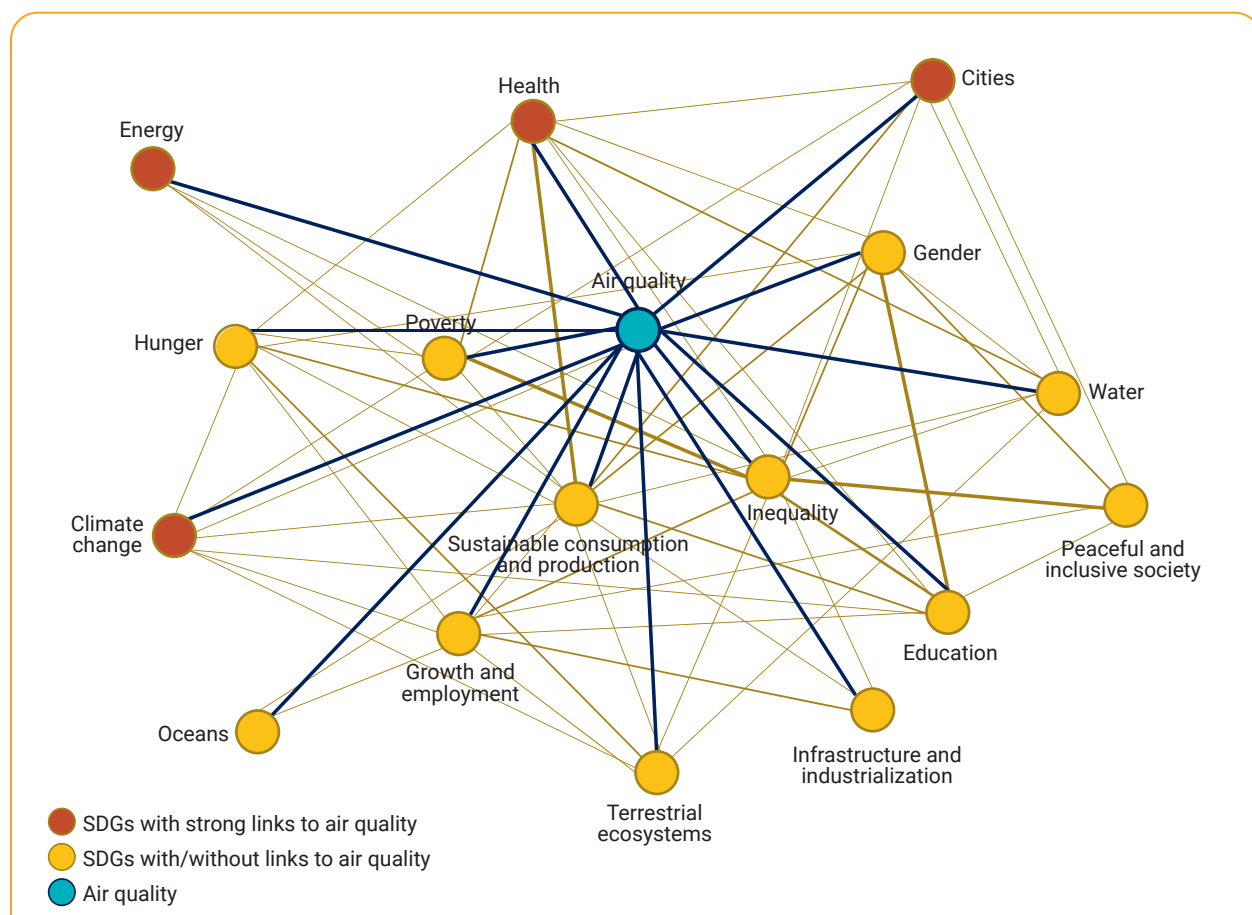 Cities
Health
Energy
Gender
Air quality
Poverty
Hunger
Water
Inequality
Climate
change
Sustainable consumption
and production
Peaceful and
inclusive society
Education
Growth and
employment
Oceans
Infrastructure and
industrialization
Terrestrial
ecosystems
SDGs with strong links to air quality
SDGs with/without links to air quality
Air quality